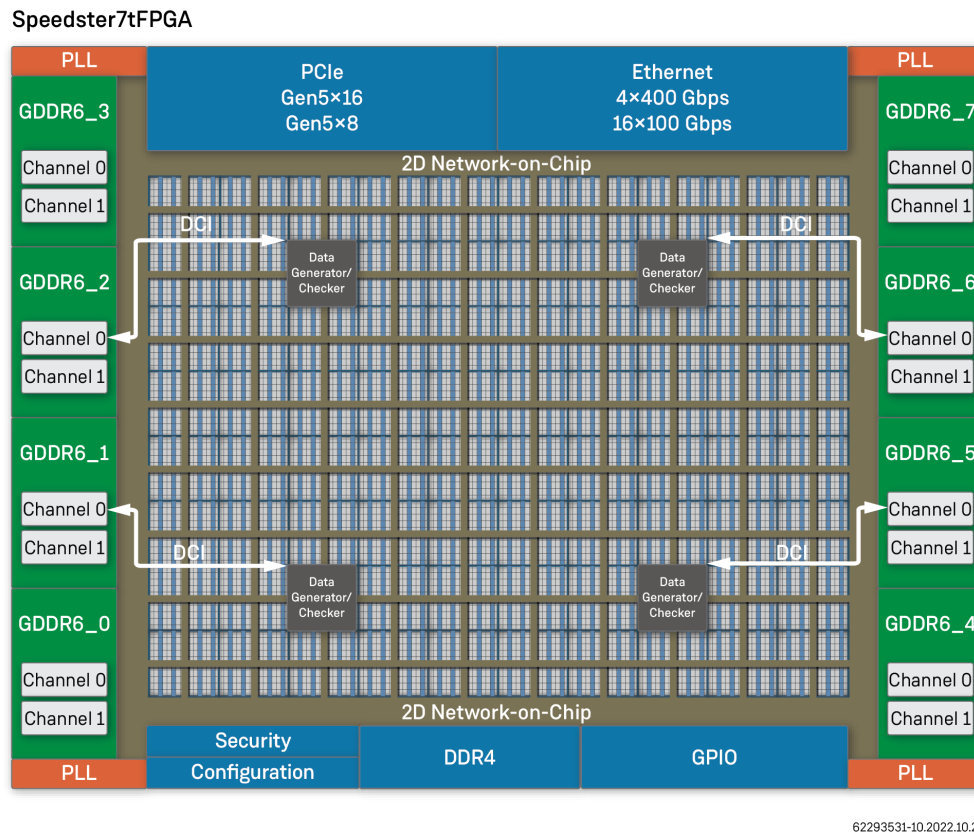 Speedster7tFPGA
PLL
PCIe
Gen5×16
Gen5×8
Ethernet
4×400 Gbps
16×100 Gbps
PLL
GDDR6_3
Channel 0
Channel 1
GDDR6_2
Channel 0
Channel 1
GDDR6_1
Channel 0
Channel 1
GDDR6_0
Channel 0
Channel 1
PLL
2D Network-on-Chip
DCI
Data
Generator/
Checker
DCI
Data
Generator/
Checker
DCI
Data
Generator/
Checker
DCI
Data
Generator/
Checker
2D Network-on-Chip
GDDR6_7
Channel 0
Channel 1
GDDR6_6
Channel 0
Channel 1
GDDR6_5
Channel 0
Channel 1
GDDR6_4
Channel 0
Channel 1
PLL
Security
Configuration
DDR4
GPIO
62293531-10.2022.10.